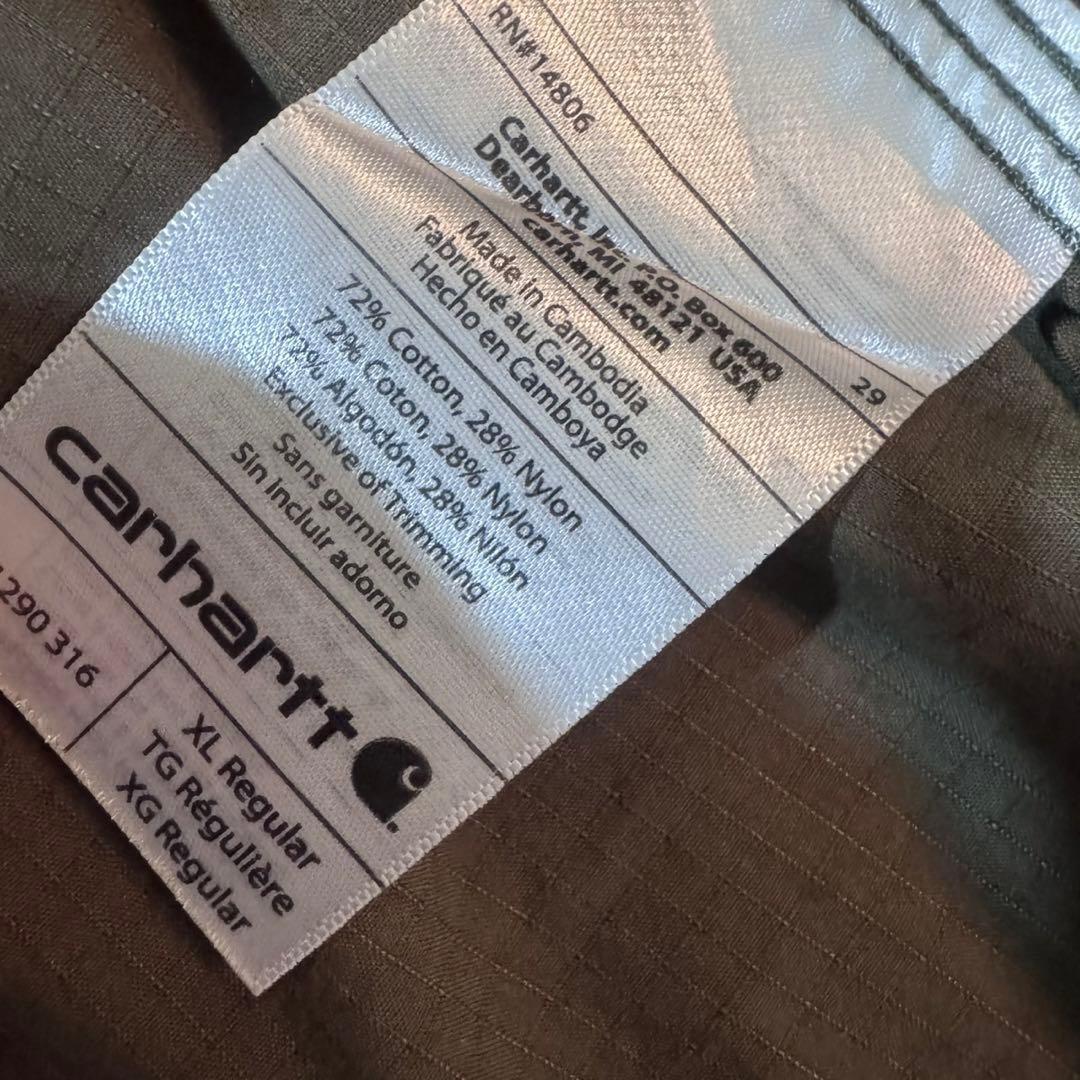 RN#14806
29
Carhartt, Inc. P.O. Box 600
Dearborn, MI 48121 USA
carhartt.com
Made in Cambodia
Fabriqué au Cambodge
Hecho en Camboya
72% Cotton, 28% Nylon
72% Coton, 28% Nylon
72% Algodón, 28% Nilón
Exclusive of Trimming
Sans garniture
Sin incluir adorno
carhartt
290 316
XL Regular
TG Régulière
XG Regular